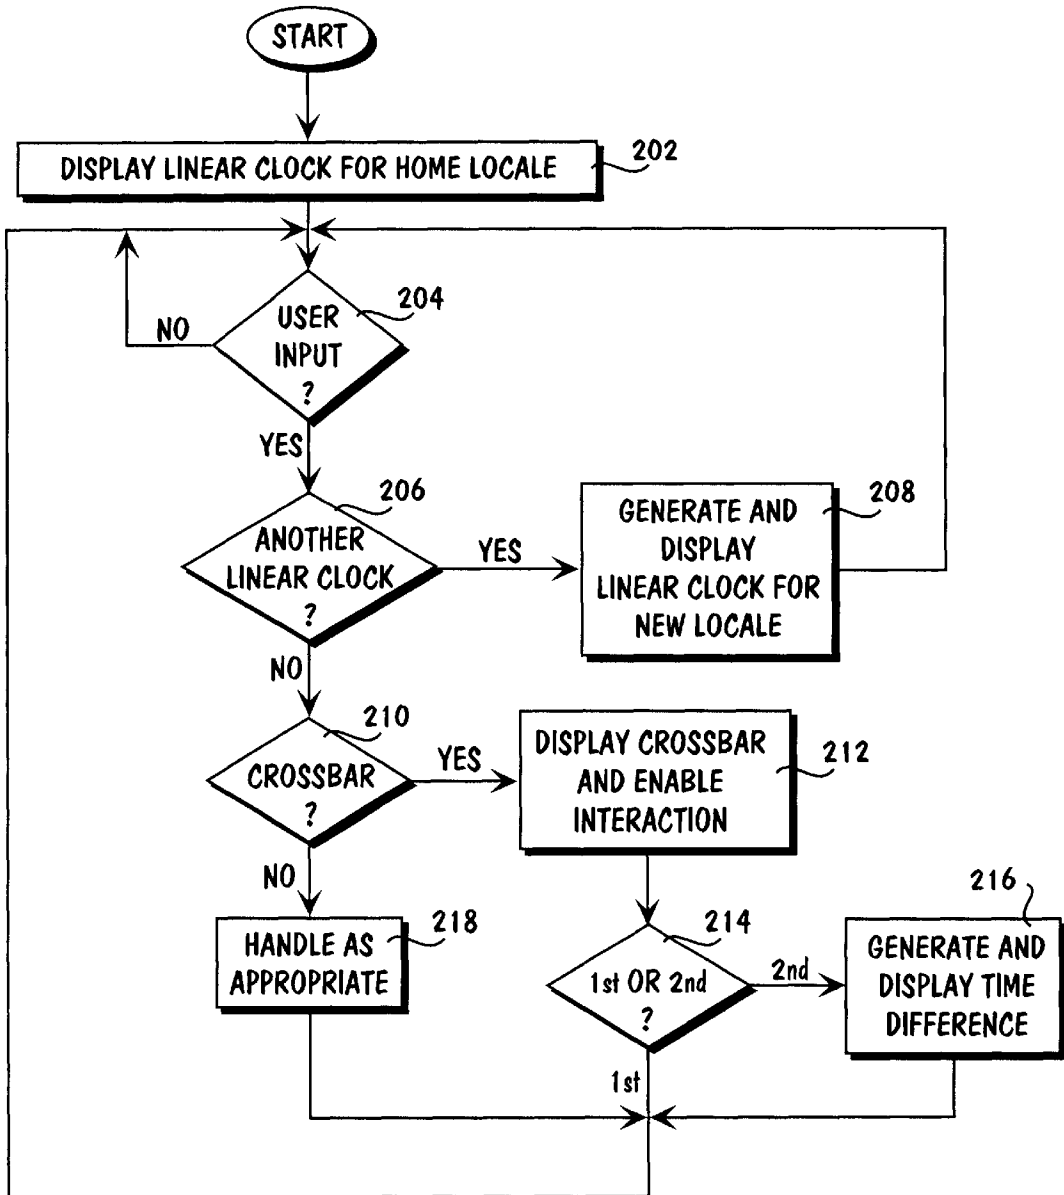 START
DISPLAY LINEAR CLOCK FOR HOME LOCALE
202
USER
INPUT
?
204
NO
YES
ANOTHER
LINEAR CLOCK
?
206
YES
GENERATE AND
DISPLAY
LINEAR CLOCK FOR
NEW LOCALE
208
NO
CROSSBAR
?
210
YES
DISPLAY CROSSBAR
AND ENABLE
INTERACTION
212
NO
HANDLE AS
APPROPRIATE
218
1st OR 2nd
?
214
2nd
GENERATE AND
DISPLAY TIME
DIFFERENCE
216
1st